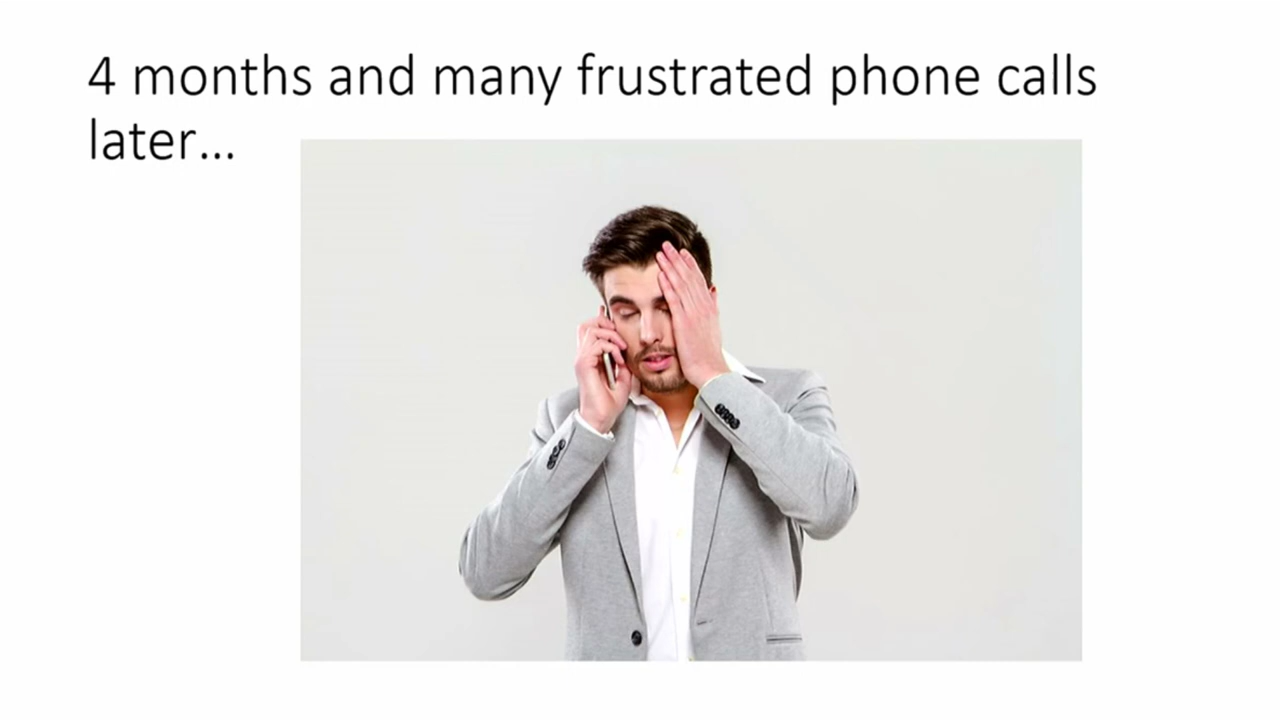 4 months and many frustrated phone calls
later…